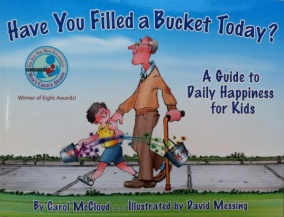 Have You Filled a Bucket Today?
Winner of Eight Awards!
A Guide to
Daily Happiness
for Kids
By Carol McCloud . . . Illustrated by David Messing